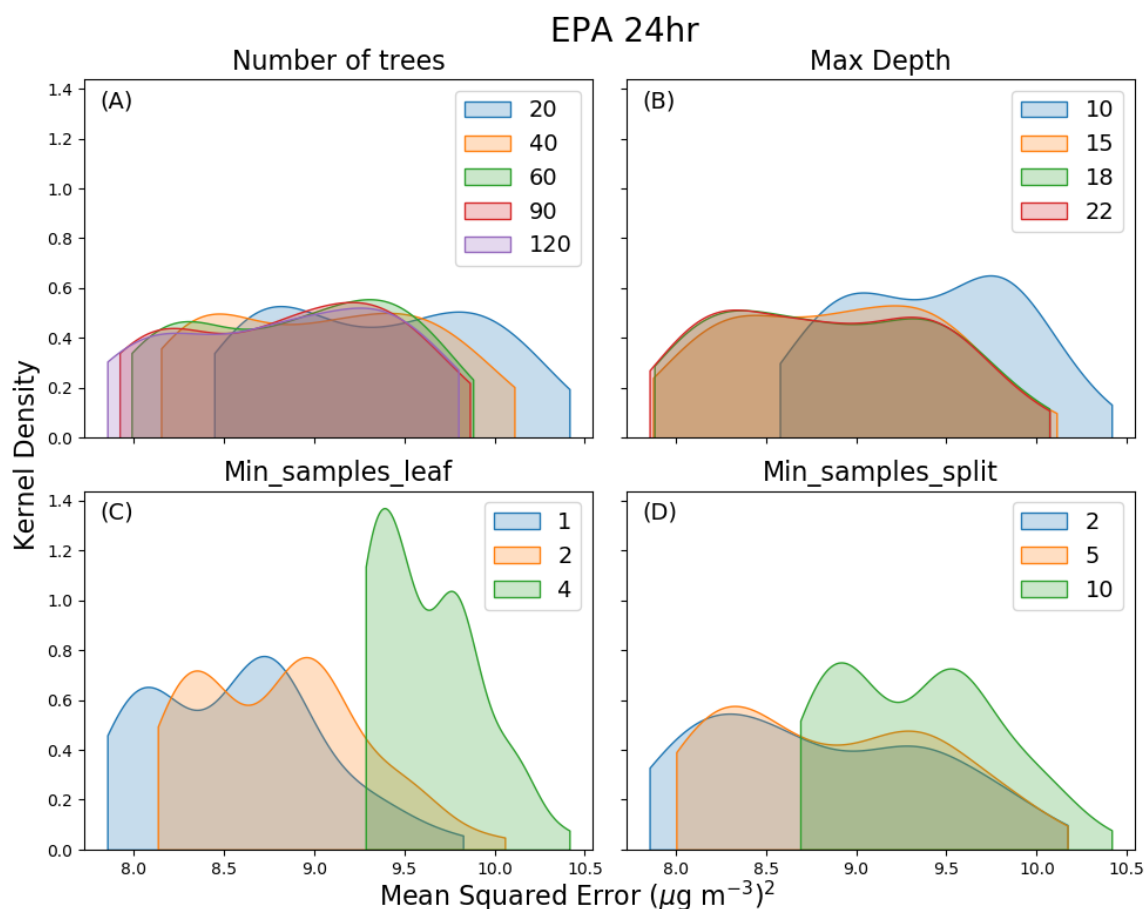 EPA 24hr
Number of trees
(A)
20
40
60
90
120
1.4
1.2
1.0
0.8
0.6
0.4
0.2
0.0
Max Depth
(B)
10
15
18
22
Kernel Density
Min_samples_leaf
(C)
1
2
4
1.4
1.2
1.0
0.8
0.6
0.4
0.2
0.0
8.0 8.5 9.0 9.5 10.0 10.5
Min_samples_split
(D)
2
5
10
8.0 8.5 9.0 9.5 10.0 10.5
Mean Squared Error (μg m⁻³)²